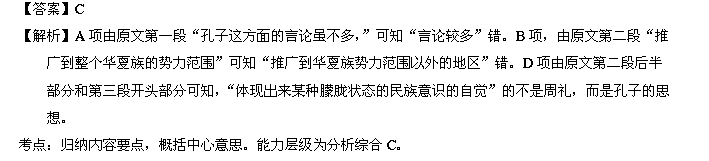 【答案】C
【解析】A 项由原文第一段“孔子这方面的言论虽不多，”可知“言论较多”错。B 项，由原文第二段“推
广到整个华夏族的势力范围”可知“推广到华夏族势力范围以外的地区”错。D 项由原文第二段后半
部分和第三段开头部分可知，“体现出来某种朦胧状态的民族意识的自觉”的不是周礼，而是孔子的思
想。
考点：归纳内容要点，概括中心意思。能力层级为分析综合 C。